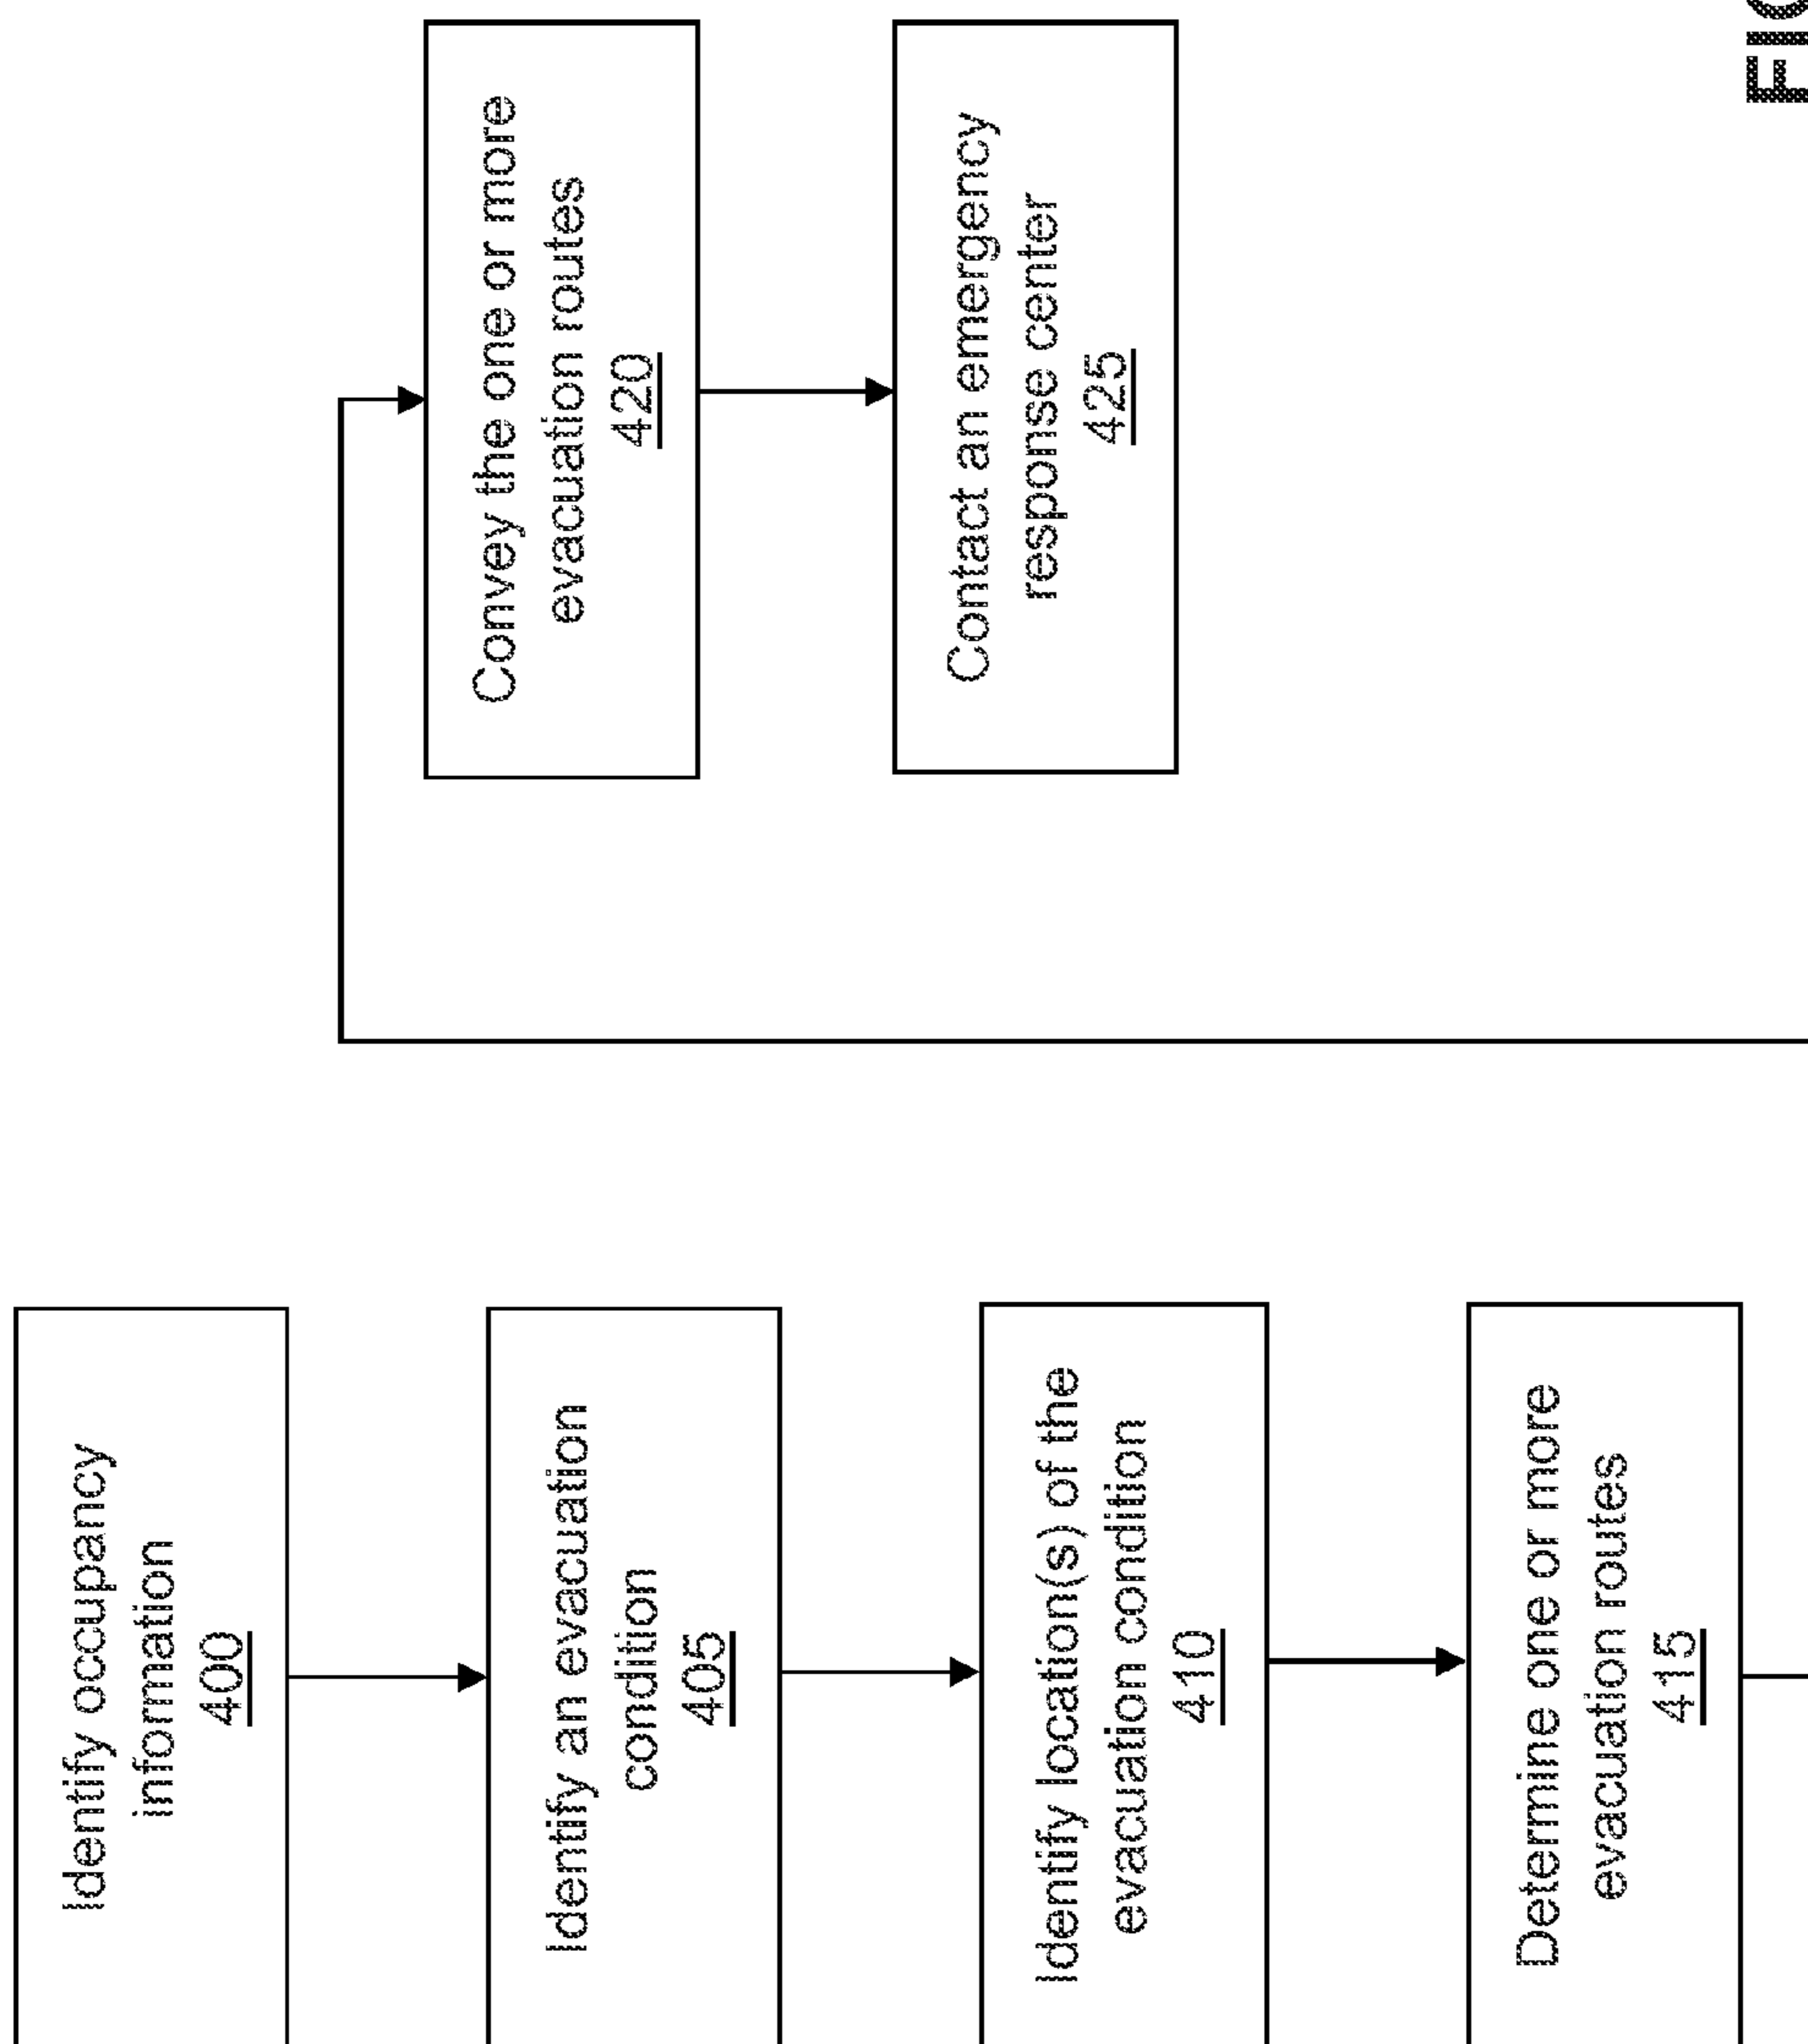 Identify occupancy
information
400
Identify an evacuation
condition
405
Identify location(s) of the
evacuation condition
410
Determine one or more
evacuation routes
415
Convey the one or more
evacuation routes
420
Contact an emergency
response center
425